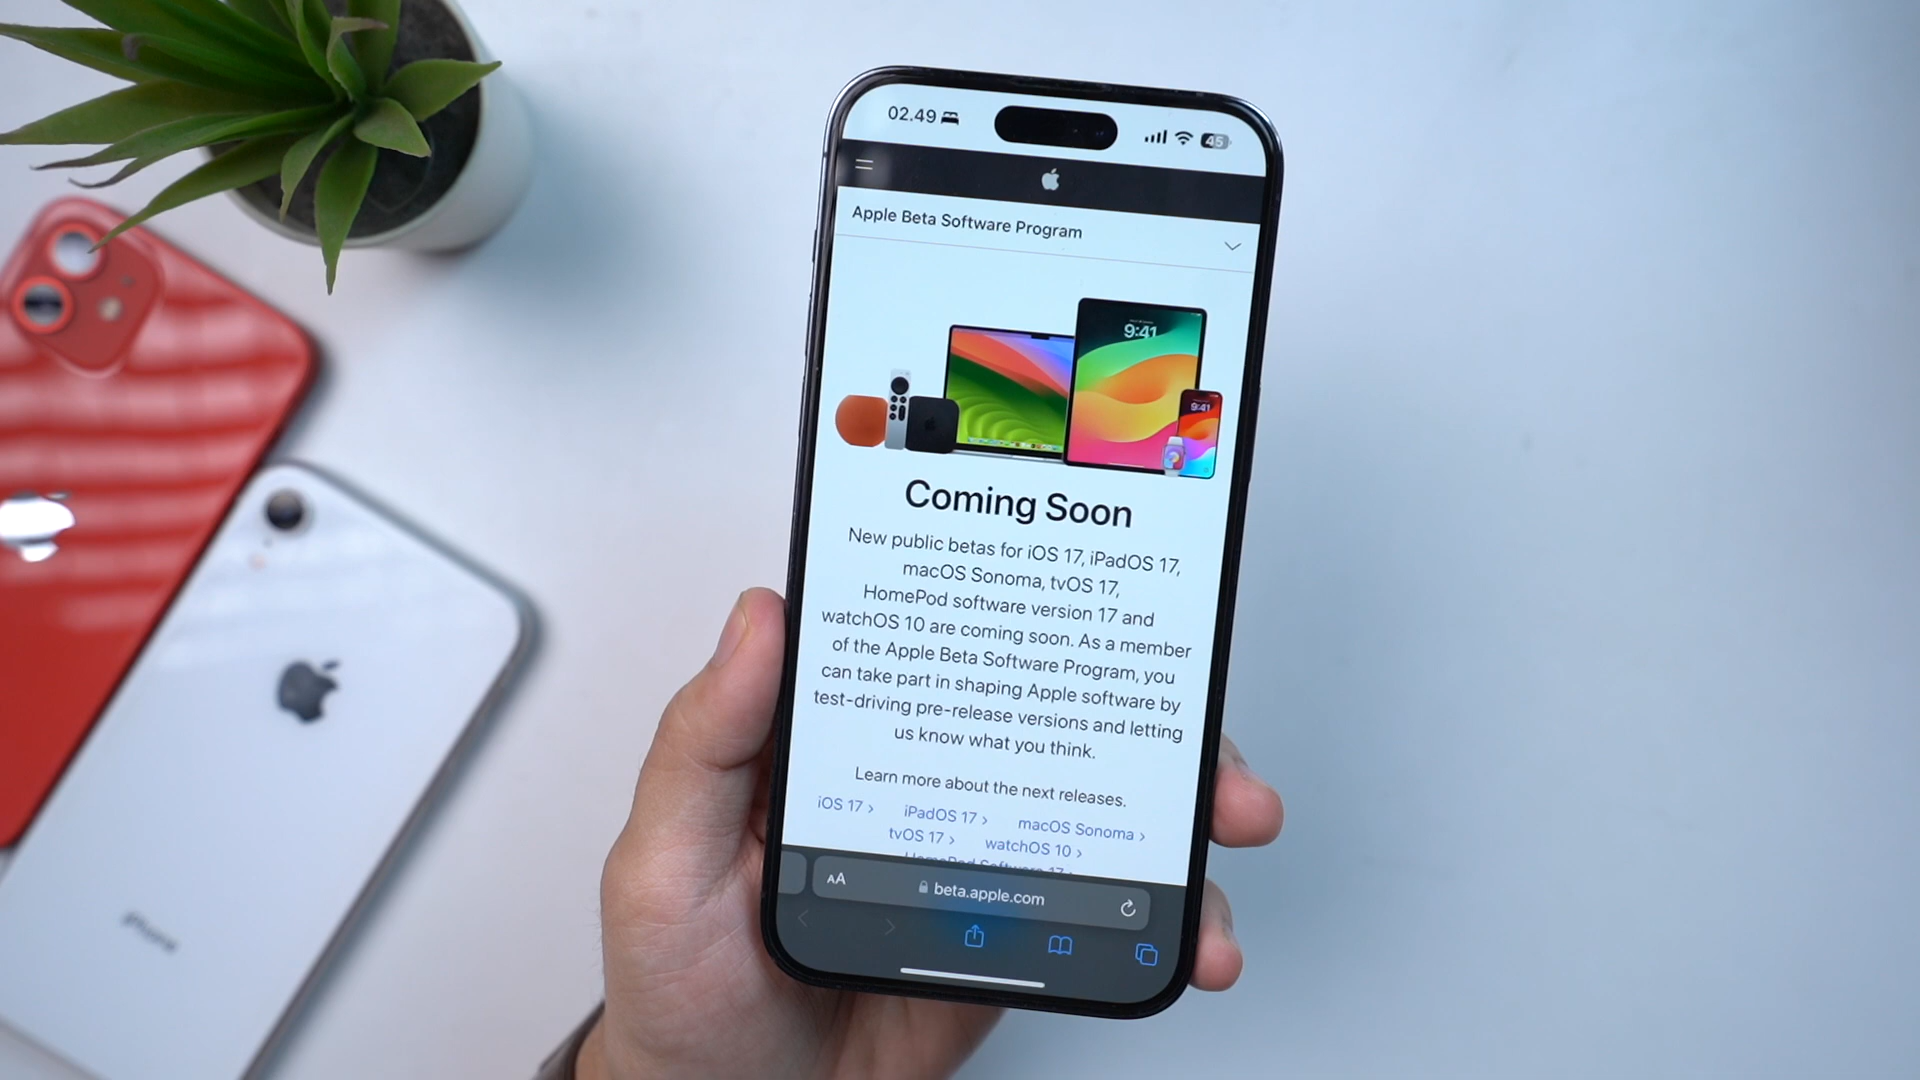 02.49
45
Apple Beta Software Program
9:41
9:41
Coming Soon
New public betas for iOS 17, iPadOS 17,
macOS Sonoma, tvOS 17,
HomePod software version 17 and
watchOS 10 are coming soon. As a member
of the Apple Beta Software Program, you
can take part in shaping Apple software by
test-driving pre-release versions and letting
us know what you think.
Learn more about the next releases.
iOS 17 > iPadOS 17 > macOS Sonoma >
tvOS 17 > watchOS 10 >
HomePod Software 17 >
AA beta.apple.com
iPhone